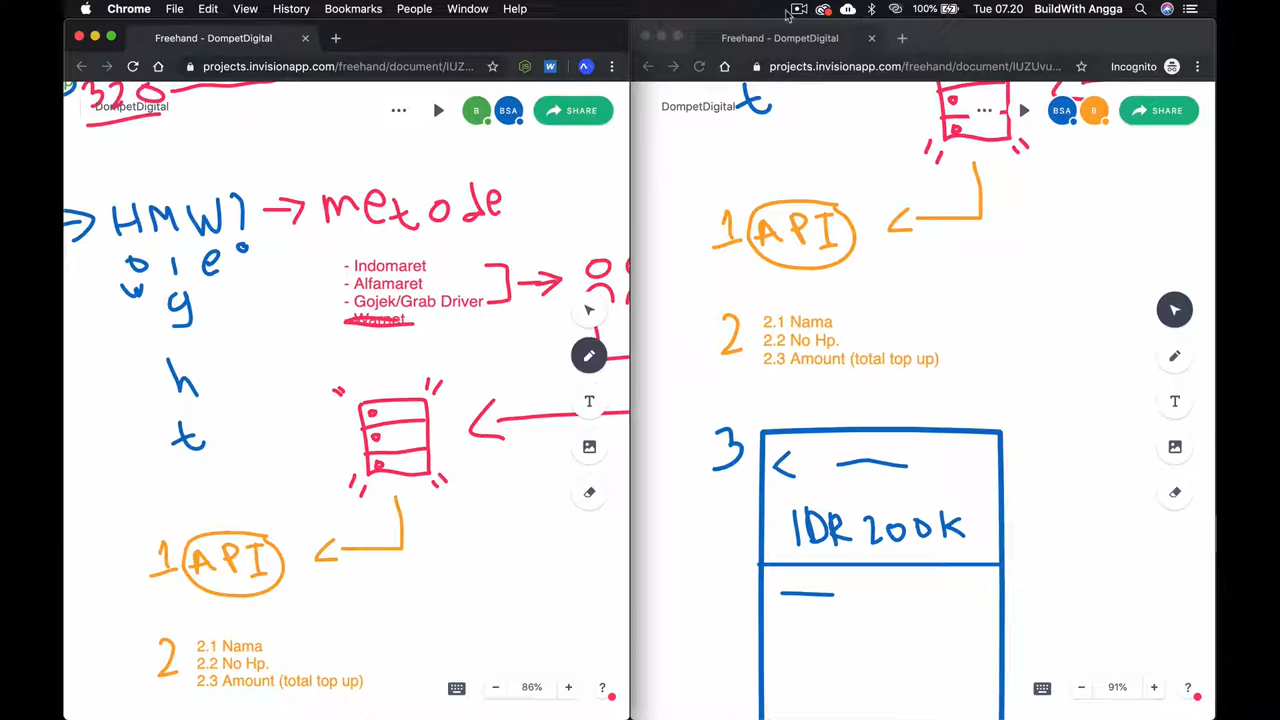 Chrome File Edit View History Bookmarks People Window Help 100% Tue 07.20 BuildWith Angga
Freehand - DompetDigital
projects.invisionapp.com/freehand/document/IUZ...
320
DompetDigital
B BSA SHARE
HMW? → metode
o i e
w g
h
t
- Indomaret
- Alfamaret
- Gojek/Grab Driver
- Warnet
1 API
2
2.1 Nama
2.2 No Hp.
2.3 Amount (total top up)
T
86%
?
Freehand - DompetDigital
projects.invisionapp.com/freehand/document/IUZUvu...
Incognito
DompetDigital
t
BSA B SHARE
1 API
2
2.1 Nama
2.2 No Hp.
2.3 Amount (total top up)
T
3
<
IDR 200K
91%
?